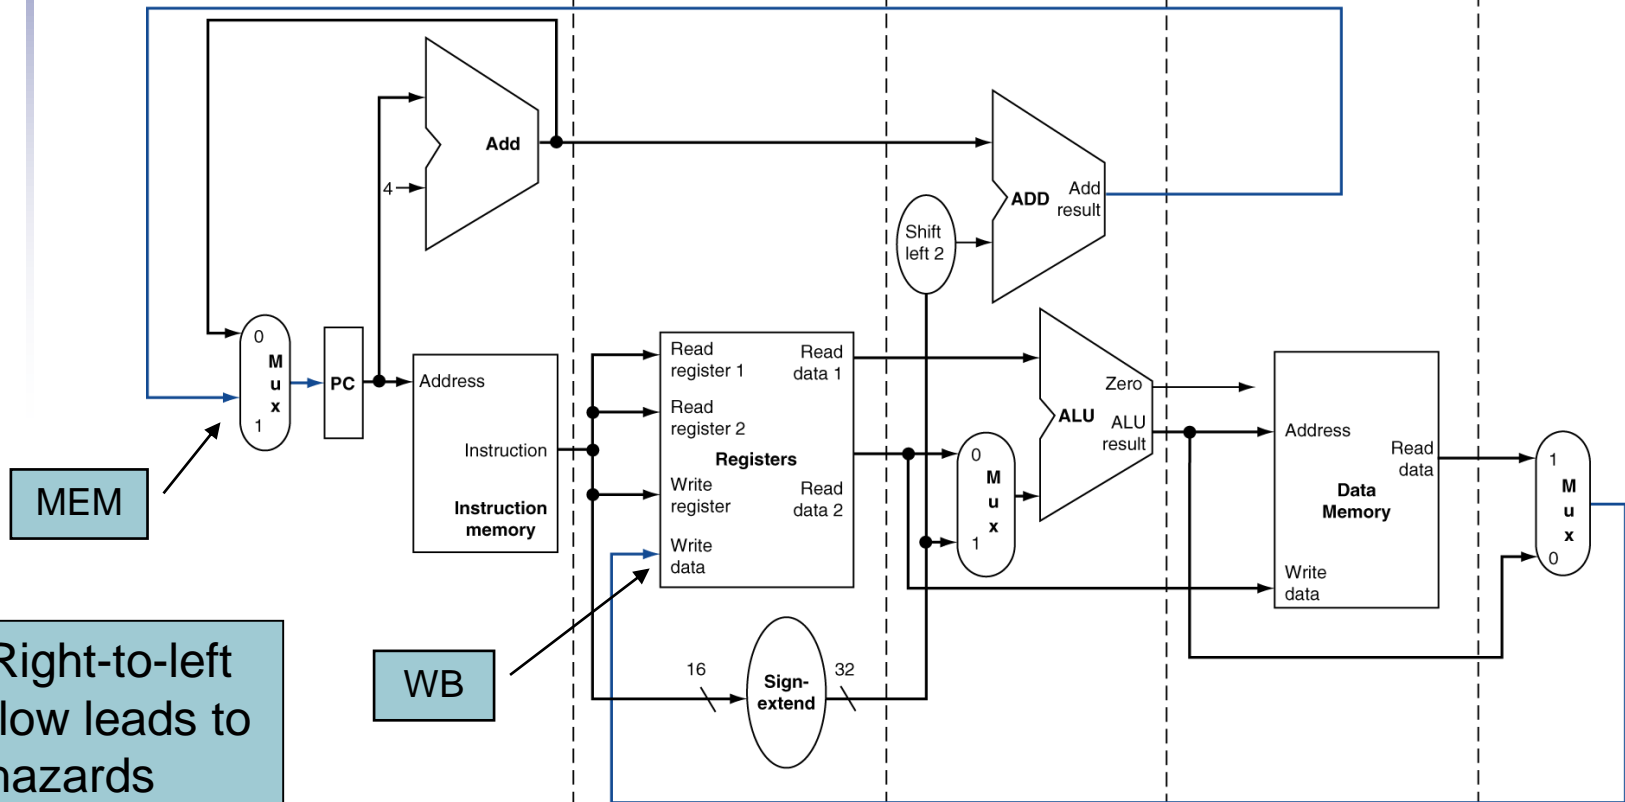 Add
4
ADD
Add
result
Shift
left 2
0
M
u
x
1
PC
Address
Instruction
Instruction
memory
MEM
Read
register 1
Read
data 1
Read
register 2
Registers
Write
register
Read
data 2
Write
data
0
M
u
x
1
Zero
ALU
ALU
result
Address
Read
data
Data
Memory
Write
data
1
M
u
x
0
16
Sign-
extend
32
WB
Right-to-left
low leads to
hazards